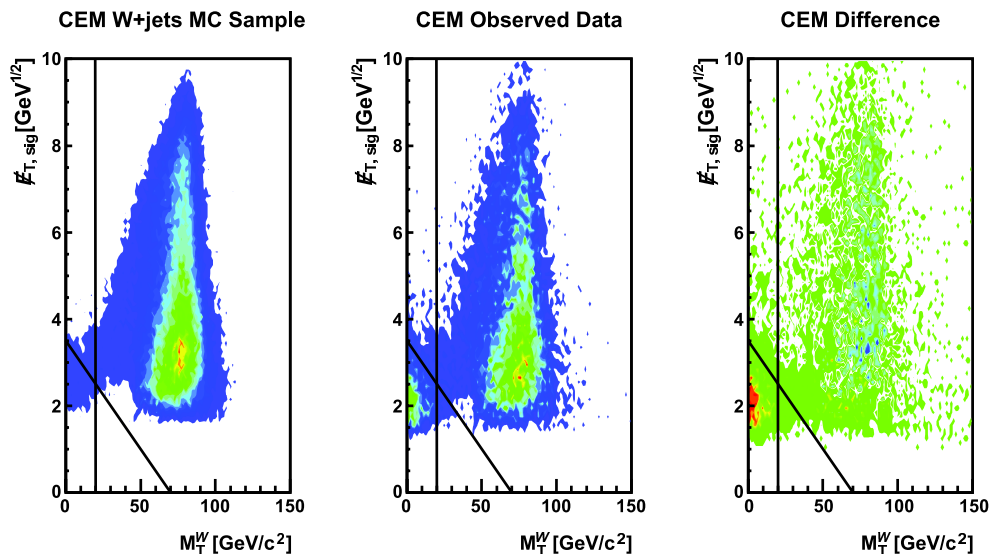 CEM W+jets MC Sample
CEM Observed Data
CEM Difference
E̸T, sig [GeV1/2]
10
8
6
4
2
0
0 50 100 150
MTW [GeV/c2]
E̸T, sig [GeV1/2]
10
8
6
4
2
0
0 50 100 150
MTW [GeV/c2]
E̸T, sig [GeV1/2]
10
8
6
4
2
0
0 50 100 150
MTW [GeV/c2]